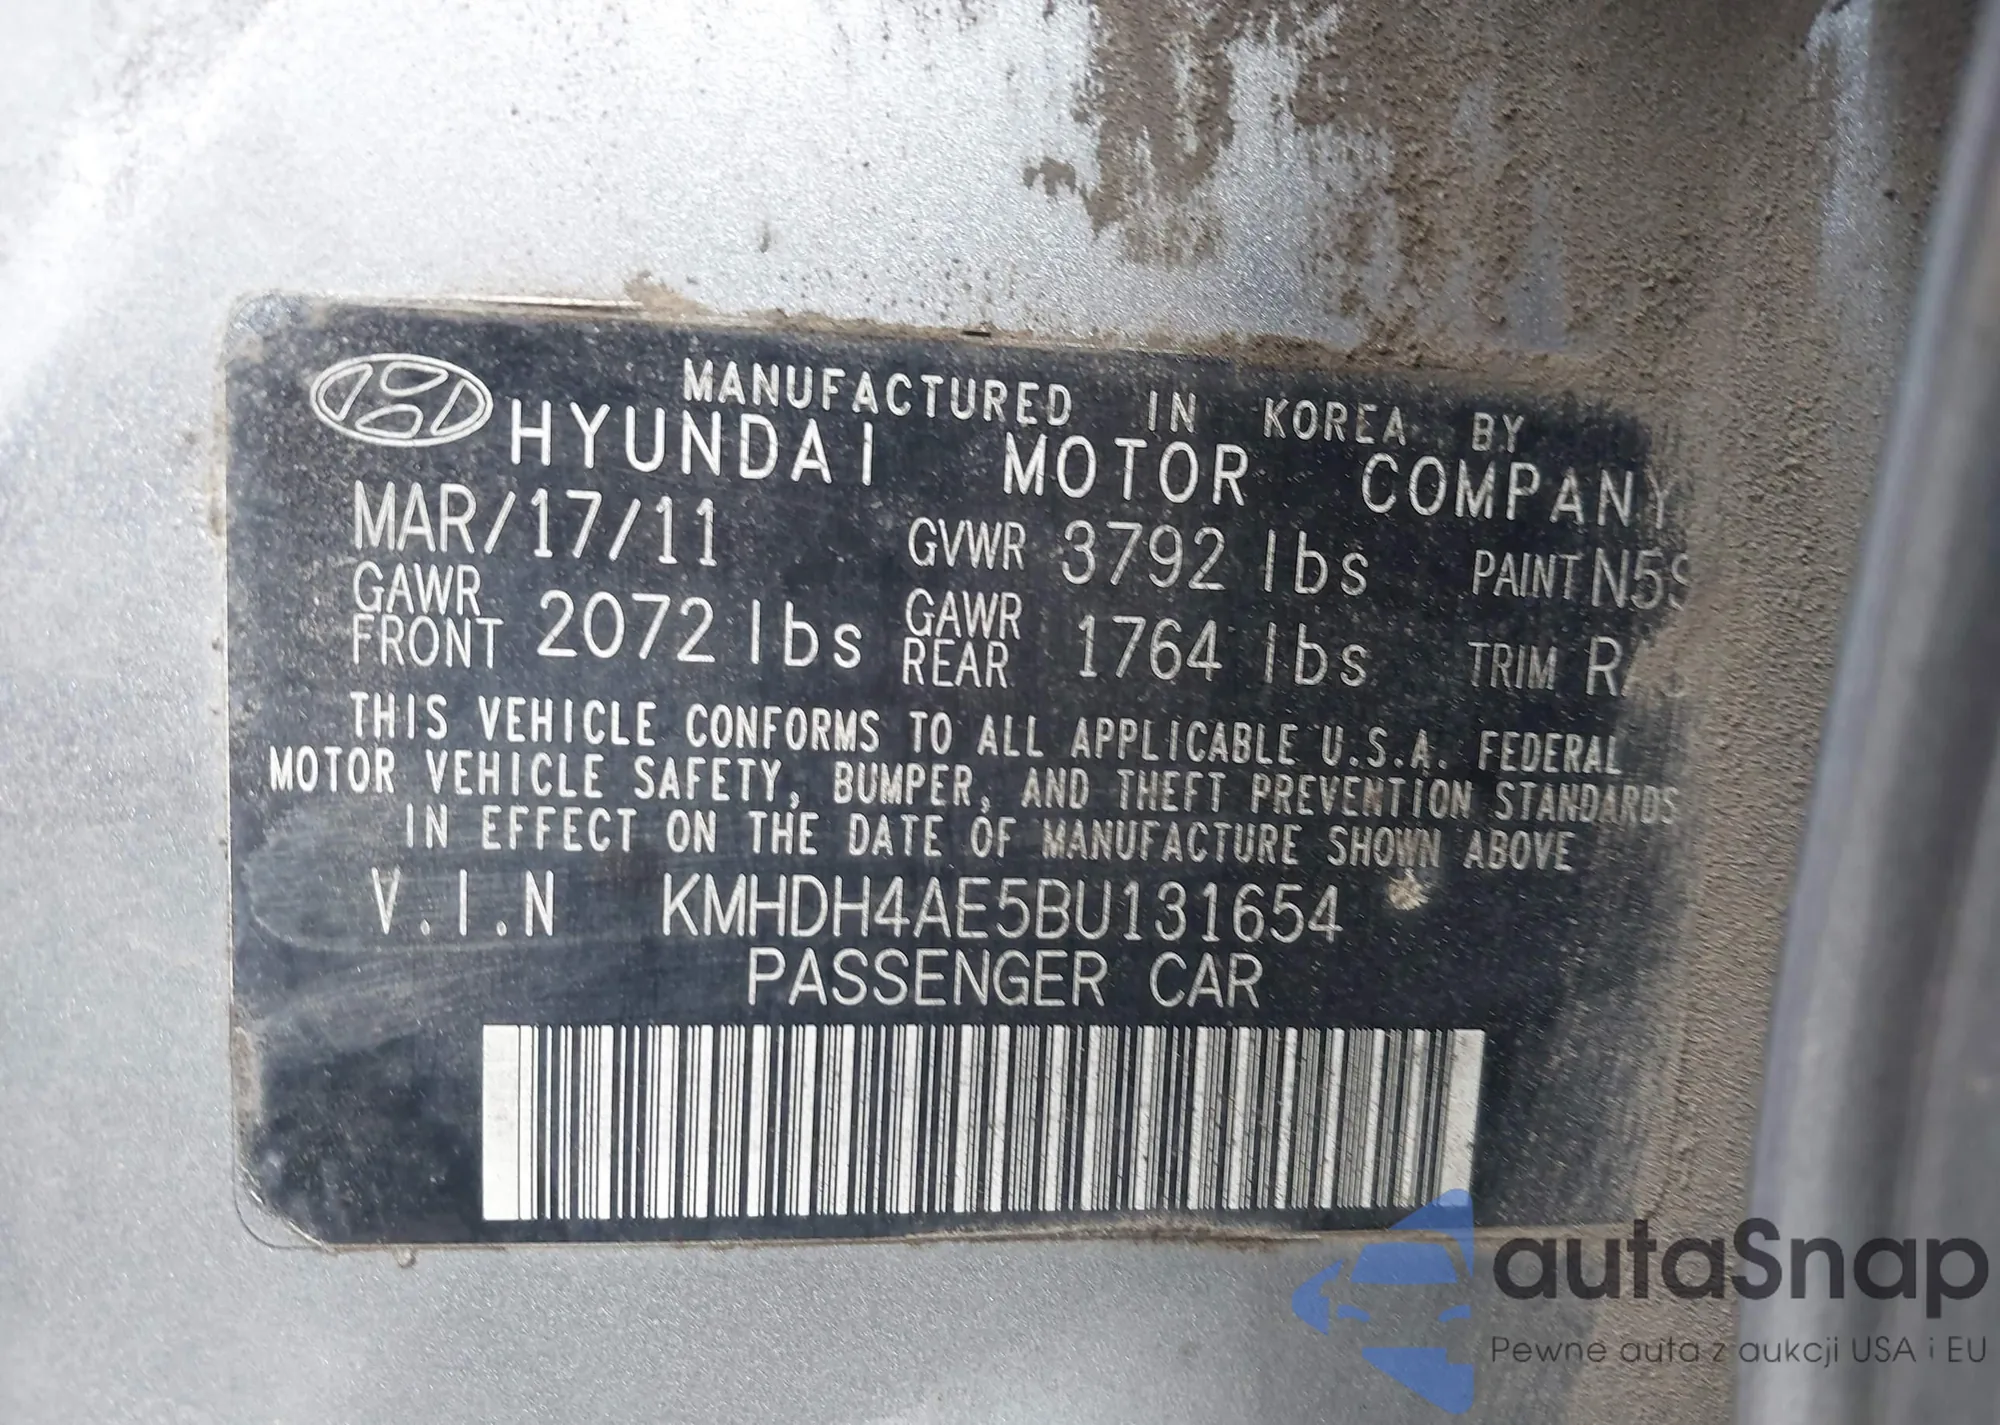 MANUFACTURED IN KOREA BY
HYUNDAI MOTOR COMPANY
MAR/17/11 GVWR 3792 lbs PAINT
GAWR FRONT 2072 lbs GAWR REAR 1764 lbs TRIM
THIS VEHICLE CONFORMS TO ALL APPLICABLE U.S.A. FEDERAL
MOTOR VEHICLE SAFETY, BUMPER, AND THEFT PREVENTION STANDARDS
IN EFFECT ON THE DATE OF MANUFACTURE SHOWN ABOVE
V.I.N KMHDH4AE5BU131654
PASSENGER CAR
autaSnap
Pewne auta z aukcji USA i EU